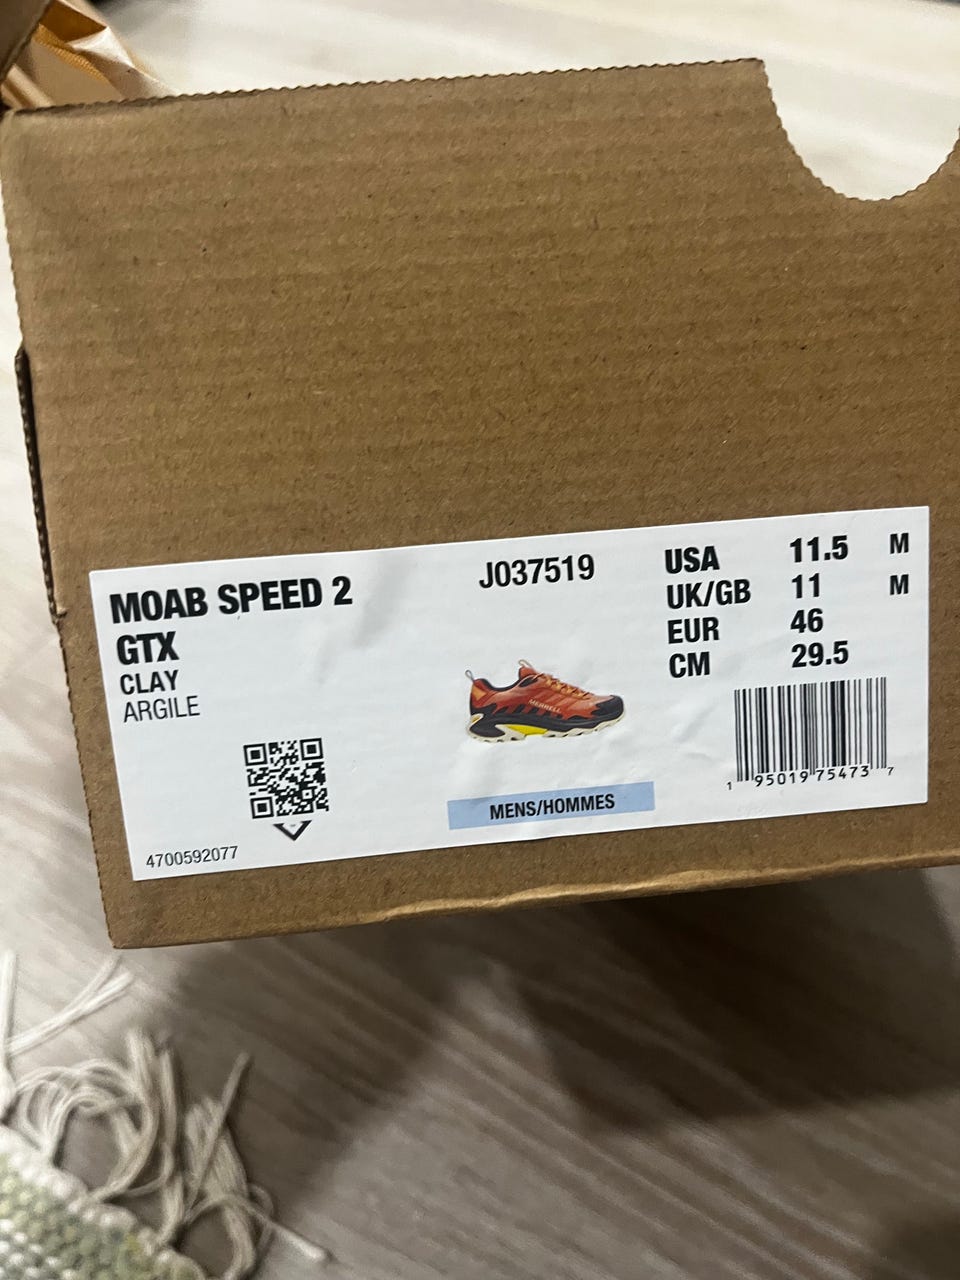 MOAB SPEED 2
GTX
CLAY
ARGILE
4700592077
J037519
MERRELL
MENS/HOMMES
USA 11.5 M
UK/GB 11 M
EUR 46
CM 29.5
1 95019 75473 7